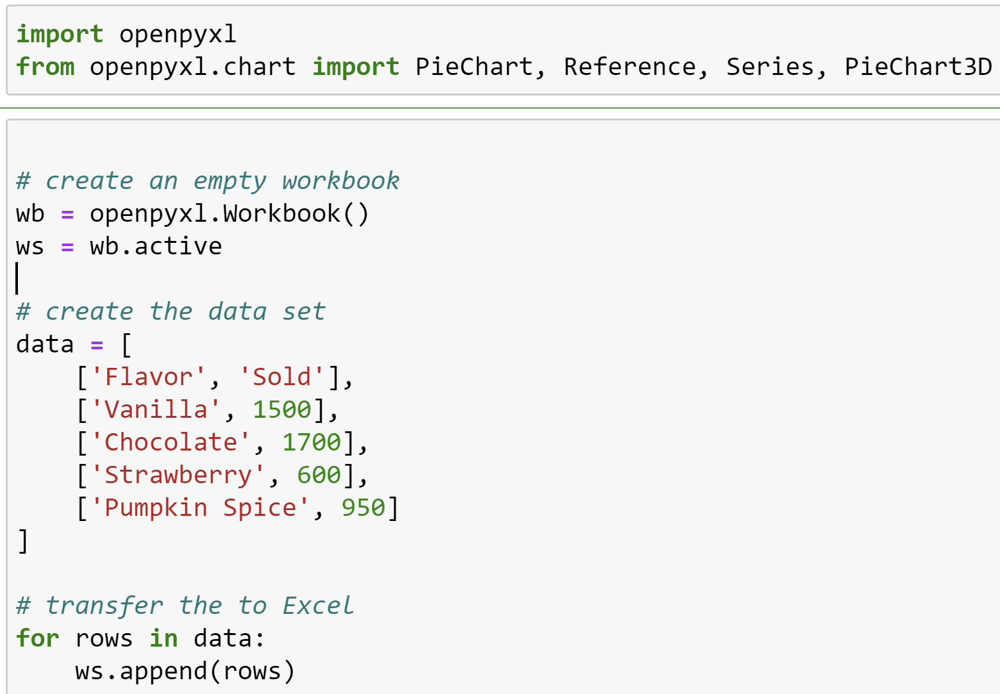 import openpyxl
from openpyxl.chart import PieChart, Reference, Series, PieChart3D
# create an empty workbook
wb = openpyxl.Workbook()
ws = wb.active
# create the data set
data = [
    ['Flavor', 'Sold'],
    ['Vanilla', 1500],
    ['Chocolate', 1700],
    ['Strawberry', 600],
    ['Pumpkin Spice', 950]
]
# transfer the to Excel
for rows in data:
    ws.append(rows)